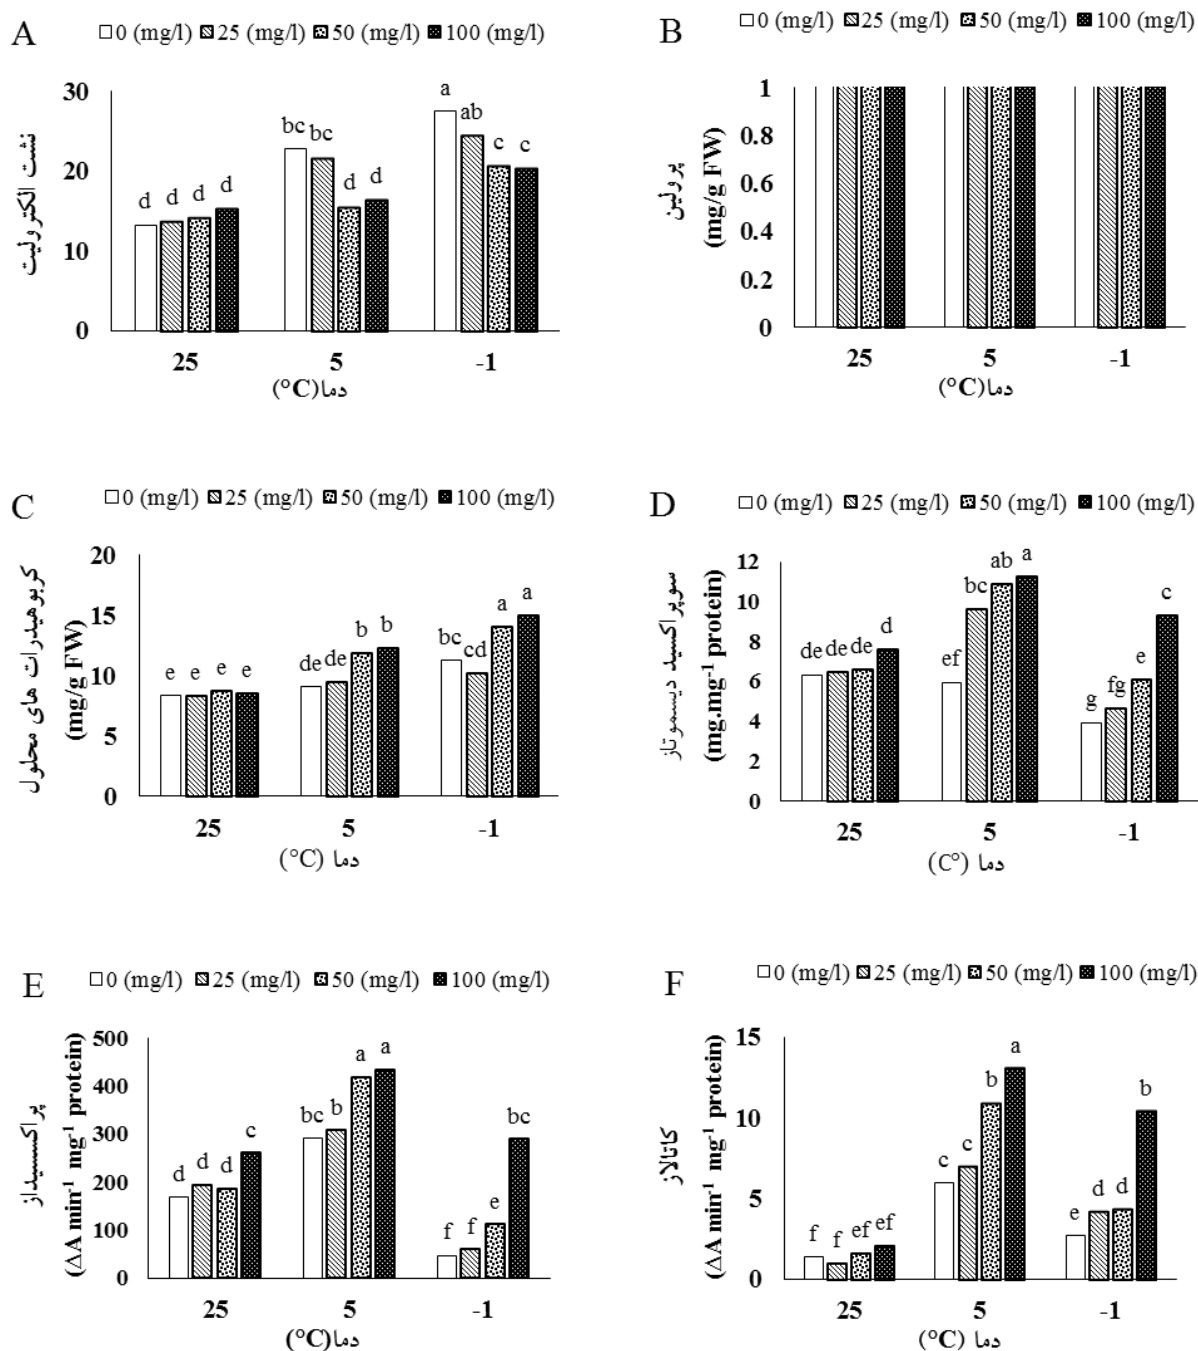 A
0 (mg/l) 25 (mg/l) 50 (mg/l) 100 (mg/l)
نشت الکترولیت
30
20
10
0
d d d d
bc bc d d
a ab c c
25 5 -1
دما(°C)
B
0 (mg/l) 25 (mg/l) 50 (mg/l) 100 (mg/l)
پرولین
(mg/g FW)
1
0.8
0.6
0.4
0.2
0
25 5 -1
دما(°C)
C
0 (mg/l) 25 (mg/l) 50 (mg/l) 100 (mg/l)
کربوهیدرات های محلول
(mg/g FW)
20
15
10
5
0
e e e e
de de b b
bc cd a a
25 5 -1
دما (°C)
D
0 (mg/l) 25 (mg/l) 50 (mg/l) 100 (mg/l)
سوپراکسید دیسموتاز
(mg.mg⁻¹ protein)
12
10
8
6
4
2
0
de de de d
ef bc ab a
g fg e c
25 5 -1
دما (C°)
E
0 (mg/l) 25 (mg/l) 50 (mg/l) 100 (mg/l)
پراکسیداز
(ΔA min⁻¹ mg⁻¹ protein)
500
400
300
200
100
0
d d d c
bc b a a
f f e bc
25 5 -1
دما(°C)
F
0 (mg/l) 25 (mg/l) 50 (mg/l) 100 (mg/l)
کاتالاز
(ΔA min⁻¹ mg⁻¹ protein)
15
10
5
0
f f ef ef
c c b a
e d d b
25 5 -1
دما (°C)